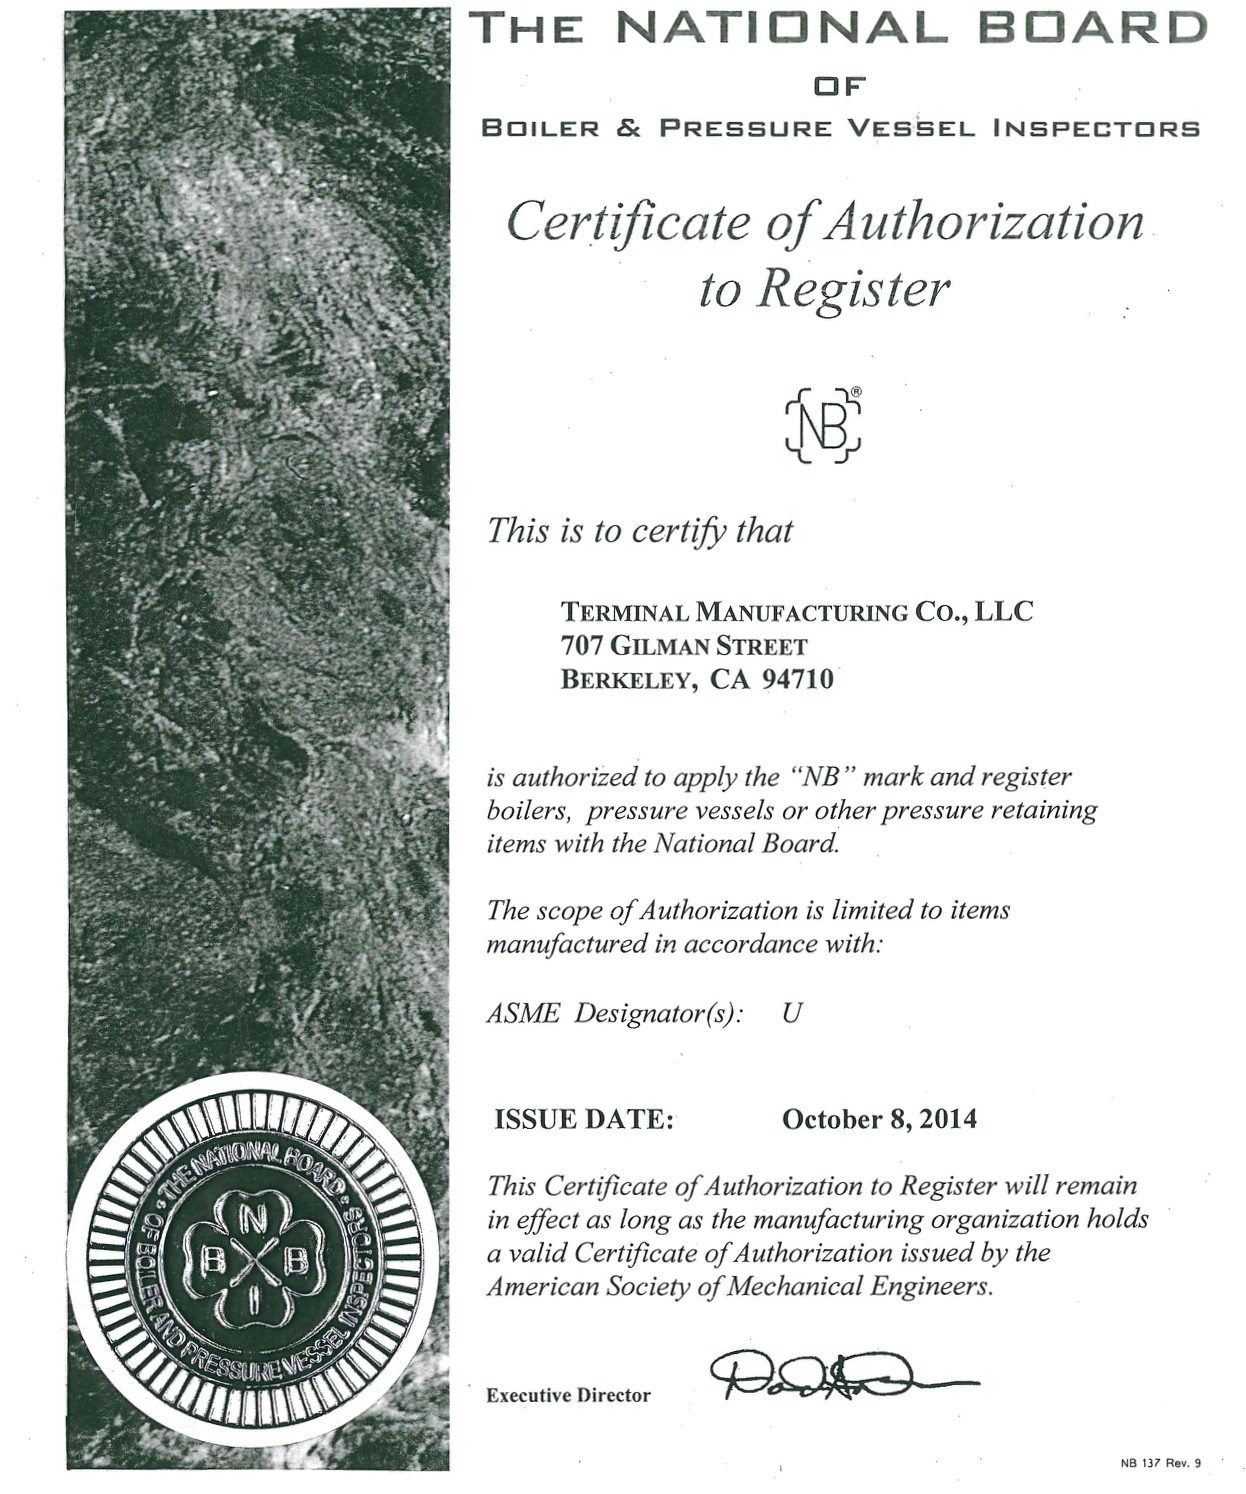 THE NATIONAL BOARD
OF
BOILER & PRESSURE VESSEL INSPECTORS
Certificate of Authorization
to Register
NB®
This is to certify that
TERMINAL MANUFACTURING CO., LLC
707 GILMAN STREET
BERKELEY, CA 94710
is authorized to apply the “NB” mark and register
boilers, pressure vessels or other pressure retaining
items with the National Board.
The scope of Authorization is limited to items
manufactured in accordance with:
ASME Designator(s): U
ISSUE DATE: October 8, 2014
This Certificate of Authorization to Register will remain
in effect as long as the manufacturing organization holds
a valid Certificate of Authorization issued by the
American Society of Mechanical Engineers.
Executive Director
NB 137 Rev. 9
THE NATIONAL BOARD
OF BOILER AND PRESSURE VESSEL INSPECTORS
N
B B
I